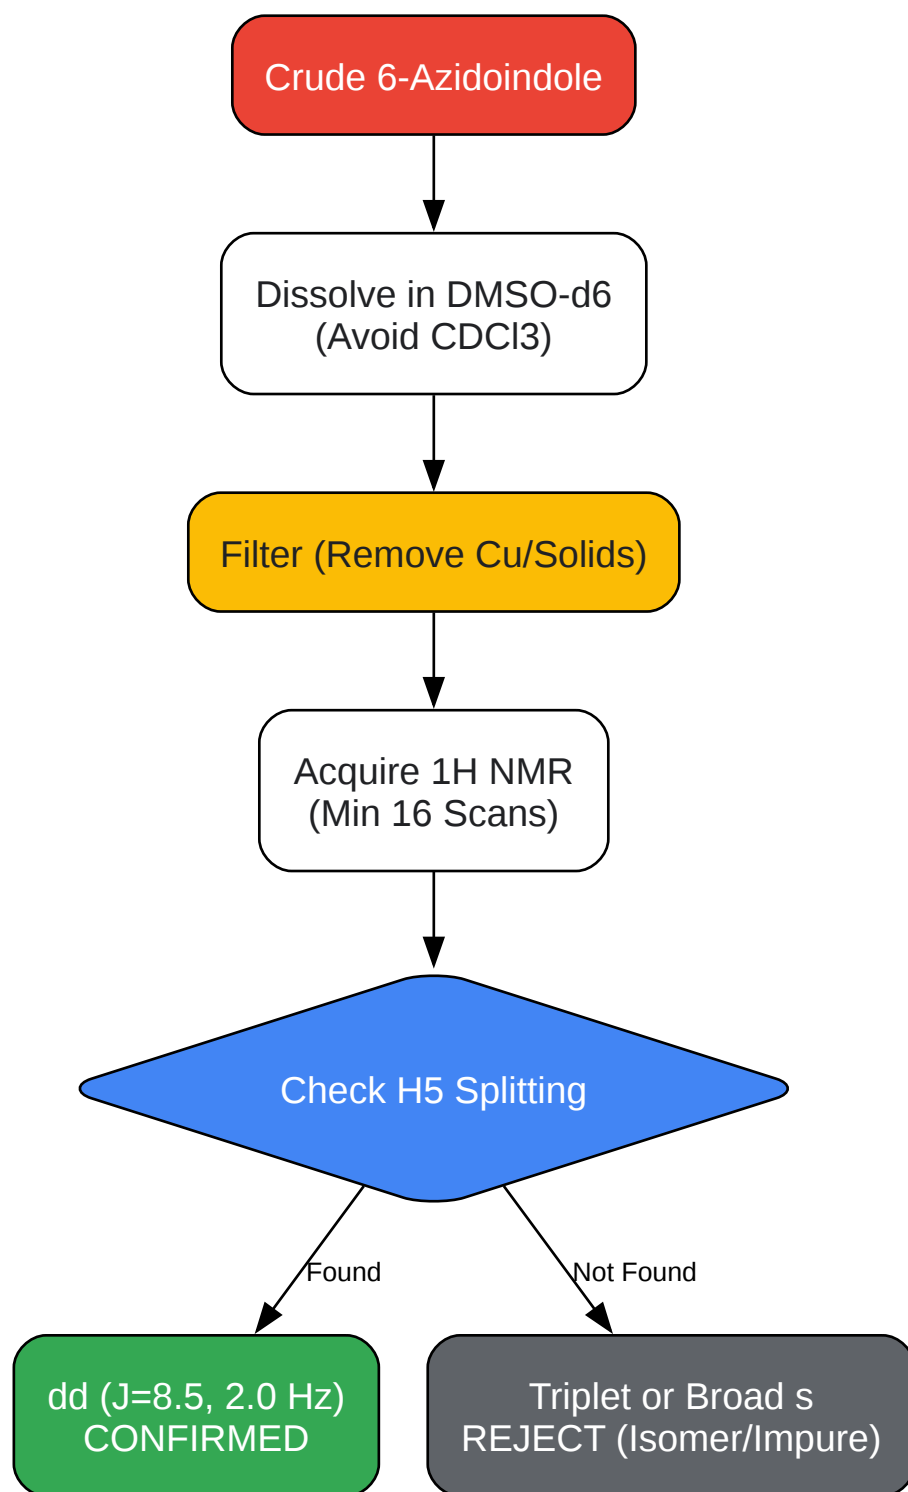 Crude 6-Azidoindole
Dissolve in DMSO-d6
(Avoid CDCl3)
Filter (Remove Cu/Solids)
Acquire 1H NMR
(Min 16 Scans)
Check H5 Splitting
Found
Not Found
dd (J=8.5, 2.0 Hz)
CONFIRMED
Triplet or Broad s
REJECT (Isomer/Impure)